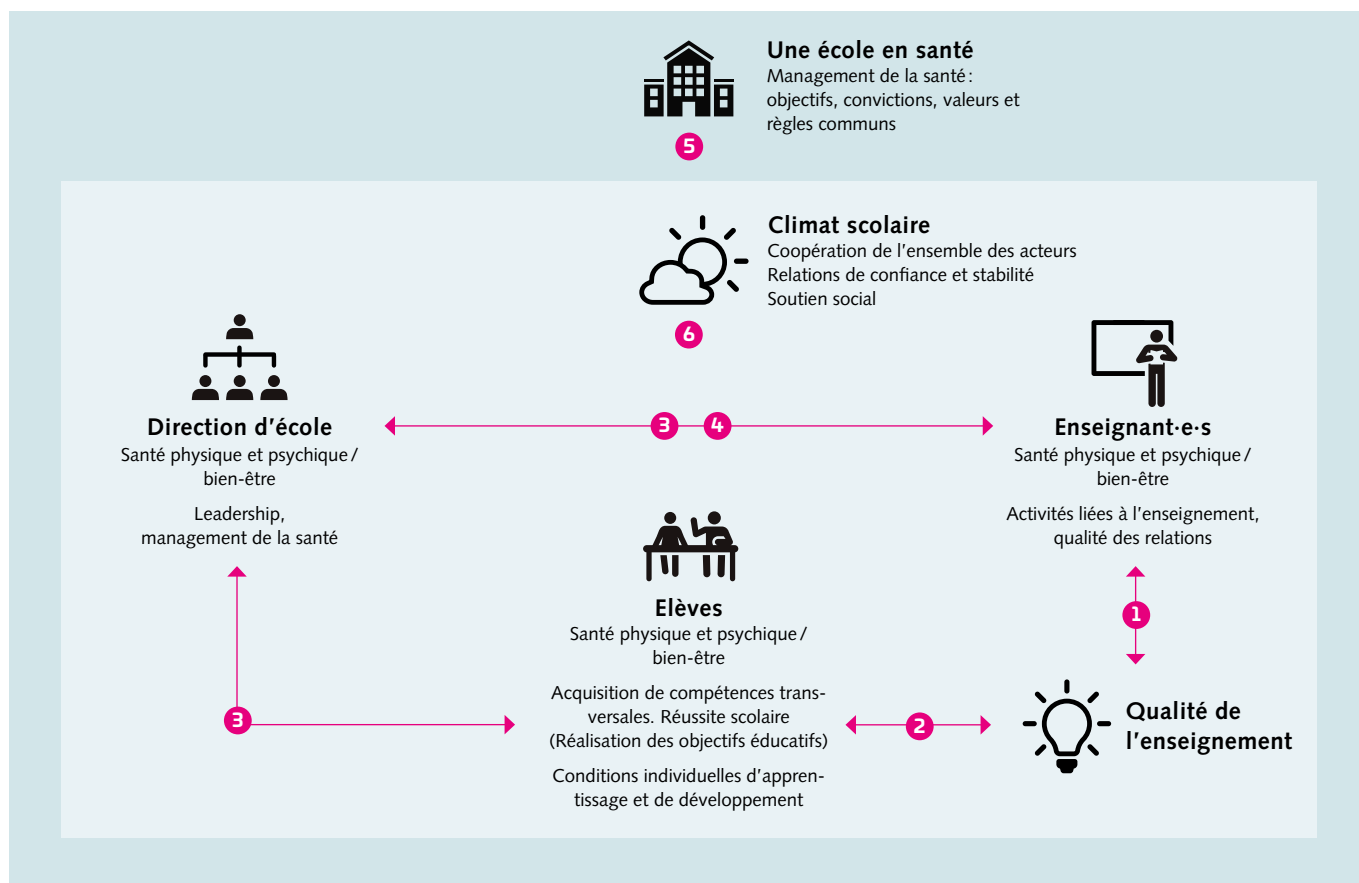 Une école en santé
Management de la santé :
objectifs, convictions, valeurs et
règles communs
5
Climat scolaire
Coopération de l'ensemble des acteurs
Relations de confiance et stabilité
Soutien social
6
Direction d'école
Santé physique et psychique /
bien-être
Leadership,
management de la santé
3
4
Enseignant·e·s
Santé physique et psychique /
bien-être
Activités liées à l'enseignement,
qualité des relations
1
Elèves
Santé physique et psychique /
bien-être
Acquisition de compétences trans-
versales. Réussite scolaire
(Réalisation des objectifs éducatifs)
Conditions individuelles d'appren-
tissage et de développement
3
2
Qualité de
l'enseignement